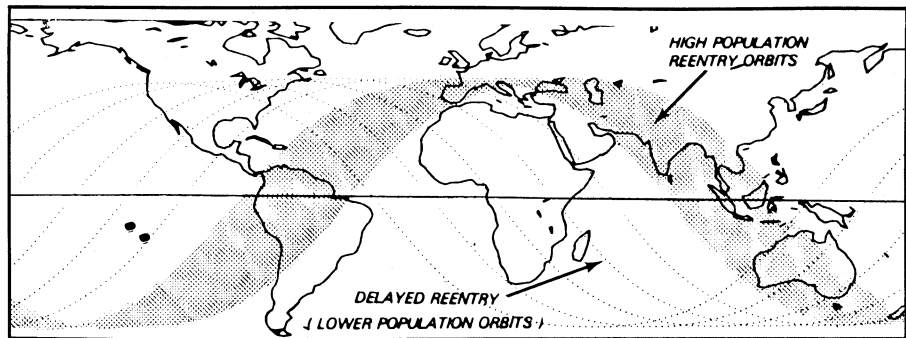 HIGH POPULATION
REENTRY ORBITS
DELAYED REENTRY
( LOWER POPULATION ORBITS )